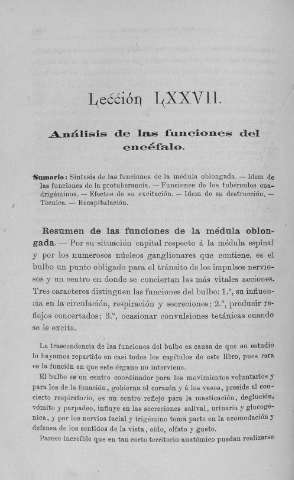 Lección LXXVII.
Análisis de las funciones del
encéfalo.
Sumario: Síntesis de las funciones de la médula oblongada. — Idem de
las funciones de la protuberancia. — Funciones de los tubérculos cua-
drigéminos. — Efectos de su excitación. — Idem de su destrucción. —
Técnica. — Recapitulación.
Resumen de las funciones de la médula oblon-
gada. — Por su situación capital respecto á la médula espinal
y por los numerosos núcleos ganglionares que contiene, es el
bulbo un punto obligado para el tránsito de los impulsos nervio-
sos y un centro en donde se conciertan las más vitales acciones.
Tres caracteres distinguen las funciones del bulbo: 1.º, su influen-
cia en la circulación, respiración y secreciones; 2.º, producir re-
flejos concertados; 3.º, ocasionar convulsiones tetánicas cuando
se le excita.
La trascendencia de las funciones del bulbo es causa de que su estudio
lo hayamos repartido en casi todos los capítulos de este libro, pues rara
es la función en que este órgano no interviene.
El bulbo es un centro coordinador para los movimientos voluntarios y
para los de la fonación, gobierna al corazón y á los vasos, preside al con-
cierto respiratorio, es un centro reflejo para la masticación, deglución,
vómito y parpadeo, influye en las secreciones salival, urinaria y glucogé-
nica, y por los nervios facial y trigémino toma parte en la acomodación y
defensa de los sentidos de la vista, oído, olfato y gusto.
Parece increíble que en tan corto territorio anatómico puedan realizarse